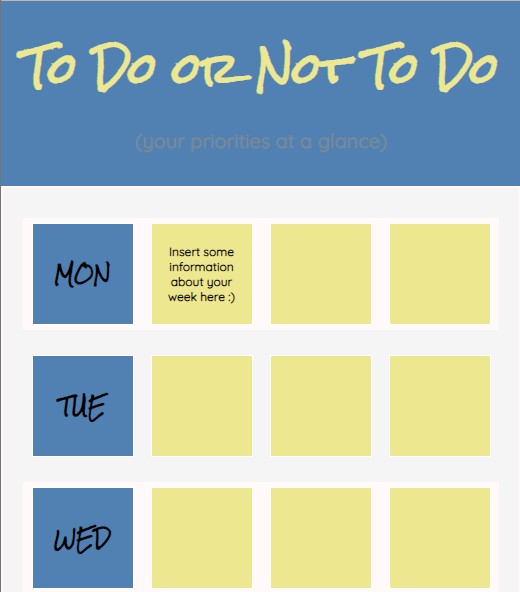 To Do or Not To Do
(your priorities at a glance)
MON
Insert some
information
about your
week here :)
TUE
WED